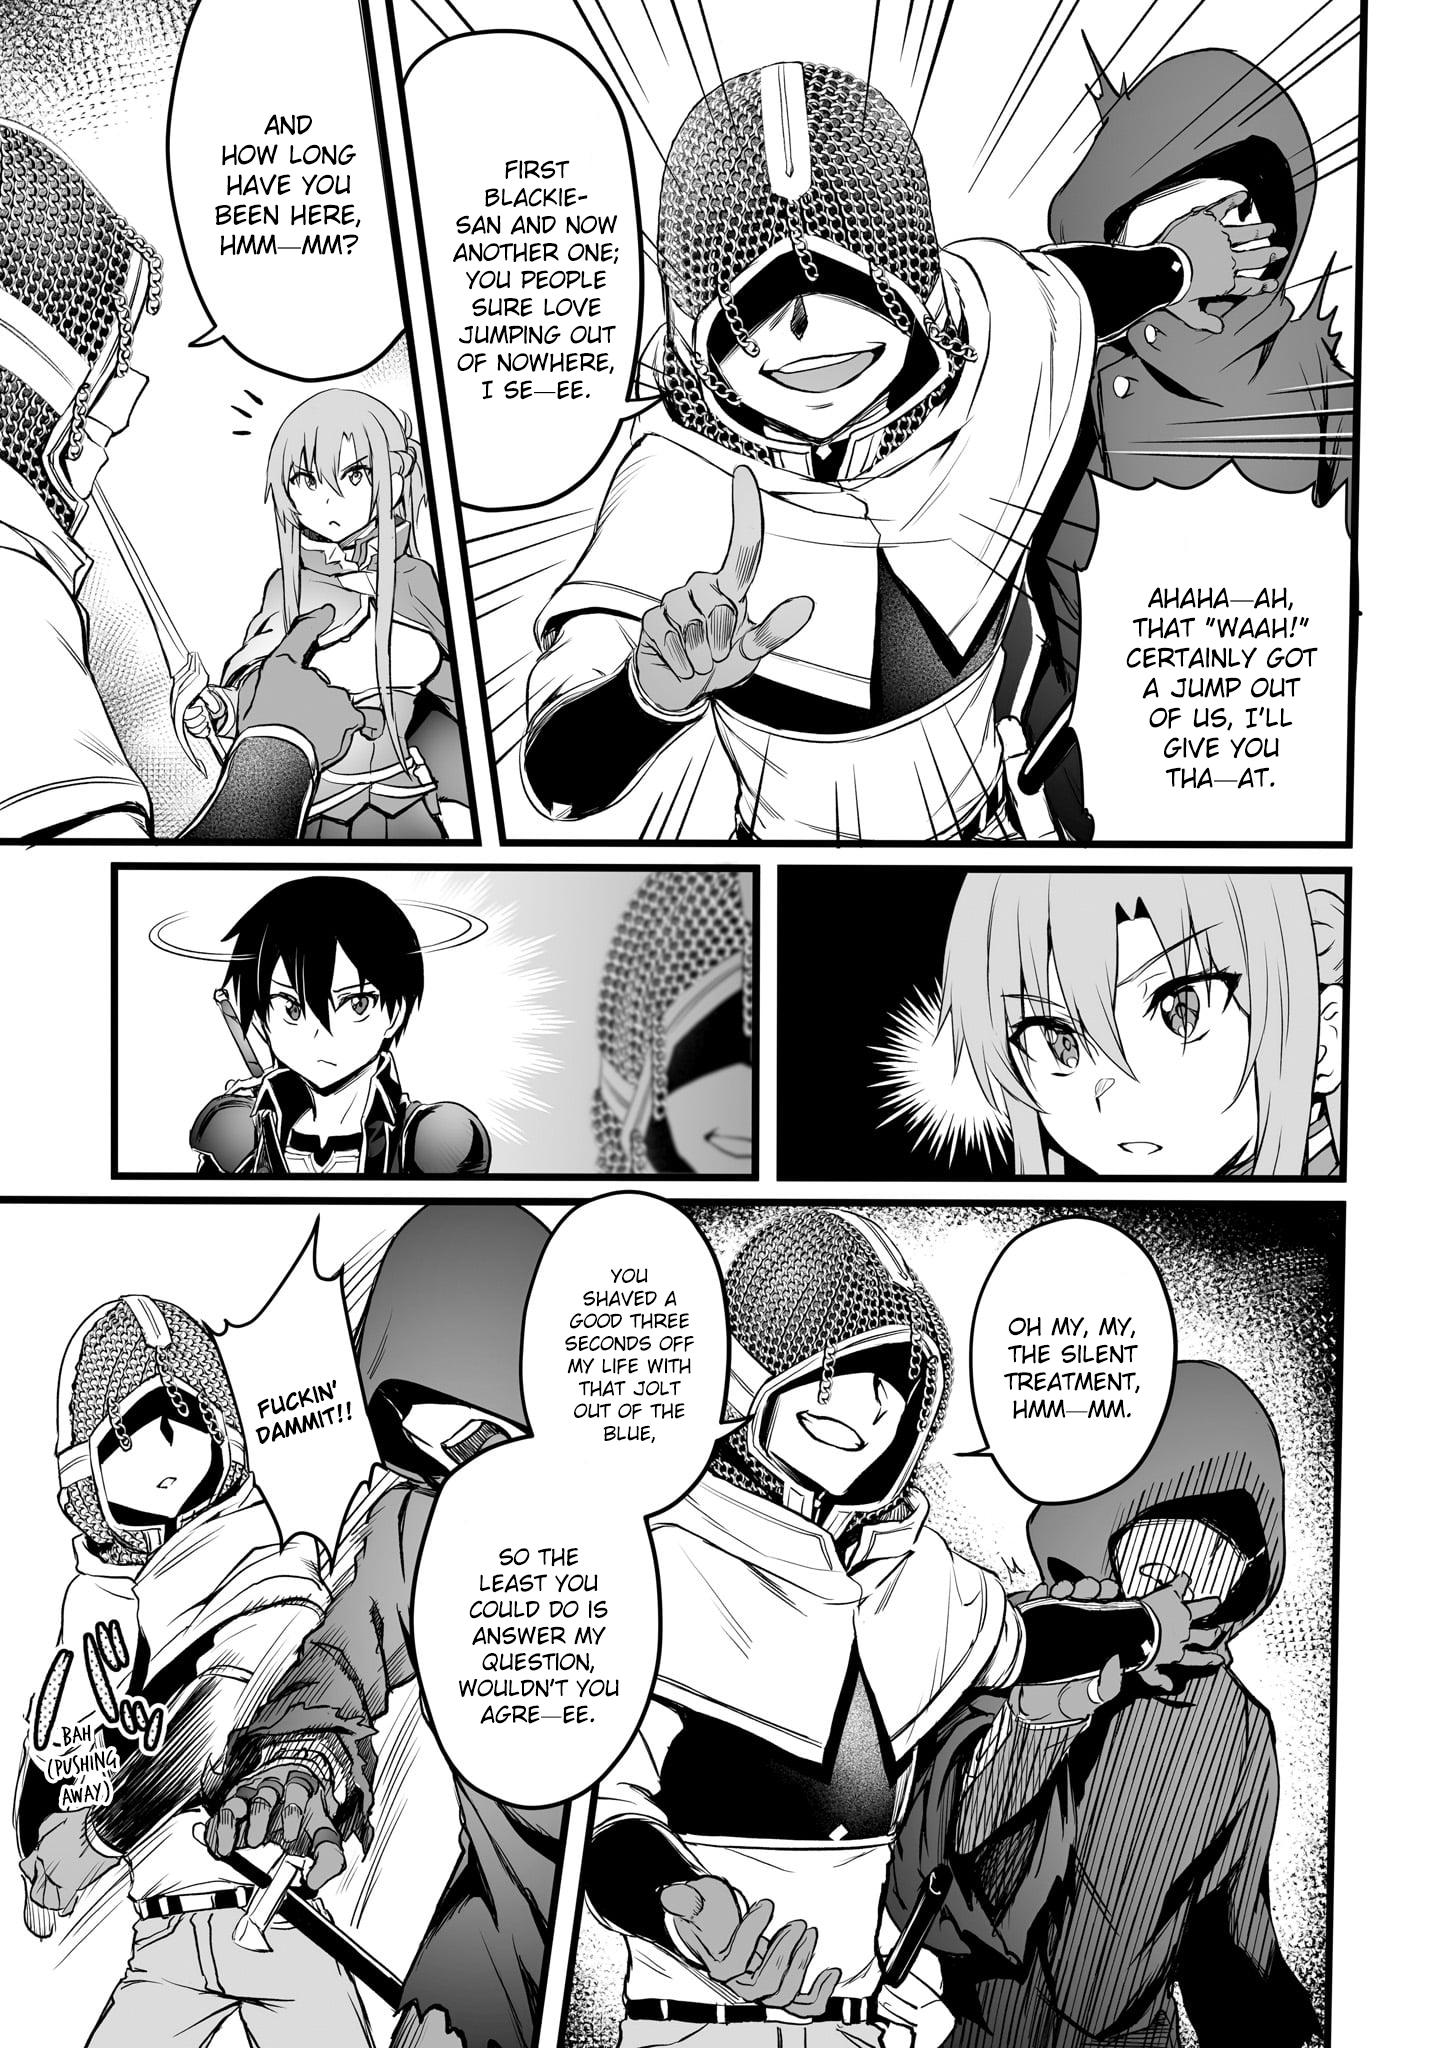 AHAHA—AH,
THAT "WAAH!"
CERTAINLY GOT
A JUMP OUT
OF US, I'LL
GIVE YOU
THA—AT.
FIRST
BLACKIE-
SAN AND NOW
ANOTHER ONE;
YOU PEOPLE
SURE LOVE
JUMPING OUT
OF NOWHERE,
I SE—EE.
AND
HOW LONG
HAVE YOU
BEEN HERE,
HMM—MM?
OH MY, MY,
THE SILENT
TREATMENT,
HMM—MM.
YOU
SHAVED A
GOOD THREE
SECONDS OFF
MY LIFE WITH
THAT JOLT
OUT OF THE
BLUE,
SO THE
LEAST YOU
COULD DO IS
ANSWER MY
QUESTION,
WOULDN'T YOU
AGRE—EE.
FUCKIN'
DAMMIT!!
バッ
BAH
(PUSHING
AWAY)